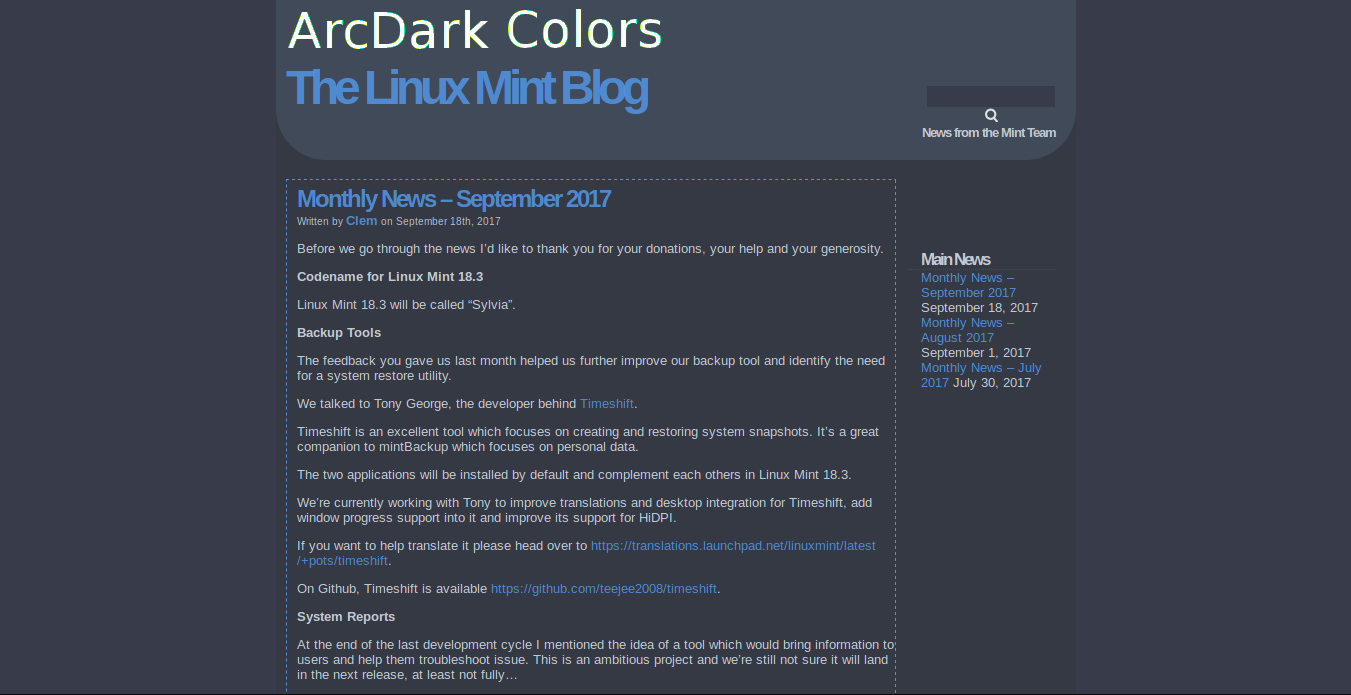 ArcDark Colors
The Linux Mint Blog
News from the Mint Team
Monthly News – September 2017
Written by Clem on September 18th, 2017
Before we go through the news I’d like to thank you for your donations, your help and your generosity.
Codename for Linux Mint 18.3
Linux Mint 18.3 will be called “Sylvia”.
Backup Tools
The feedback you gave us last month helped us further improve our backup tool and identify the need
for a system restore utility.
We talked to Tony George, the developer behind Timeshift.
Timeshift is an excellent tool which focuses on creating and restoring system snapshots. It’s a great
companion to mintBackup which focuses on personal data.
The two applications will be installed by default and complement each others in Linux Mint 18.3.
We’re currently working with Tony to improve translations and desktop integration for Timeshift, add
window progress support into it and improve its support for HiDPI.
If you want to help translate it please head over to https://translations.launchpad.net/linuxmint/latest
/+pots/timeshift.
On Github, Timeshift is available https://github.com/teejee2008/timeshift.
System Reports
At the end of the last development cycle I mentioned the idea of a tool which would bring information to
users and help them troubleshoot issue. This is an ambitious project and we’re still not sure it will land
in the next release, at least not fully…
Main News
Monthly News –
September 2017
September 18, 2017
Monthly News –
August 2017
September 1, 2017
Monthly News – July
2017 July 30, 2017